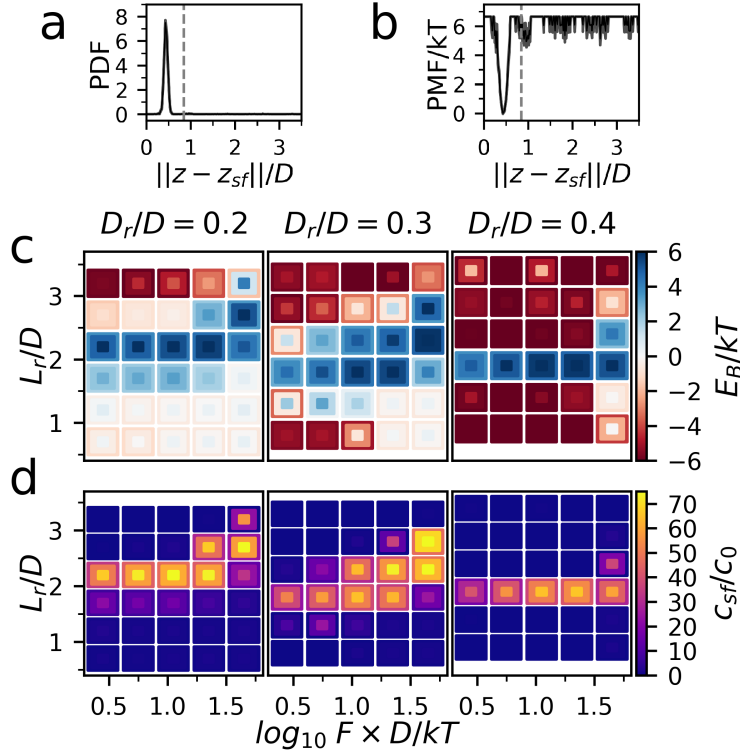 a
8
6
4
2
0
PDF
0 1 2 3
||z − z_sf||/D
b
6
4
2
0
PMF/kT
0 1 2 3
||z − z_sf||/D
c
D_r/D = 0.2 D_r/D = 0.3 D_r/D = 0.4
3
2
1
L_r/D
6
4
2
0
−2
−4
−6
E_B/kT
d
3
2
1
L_r/D
70
60
50
40
30
20
10
0
c_sf/c_0
0.5 1.0 1.5 0.5 1.0 1.5 0.5 1.0 1.5
log_10 F × D/kT